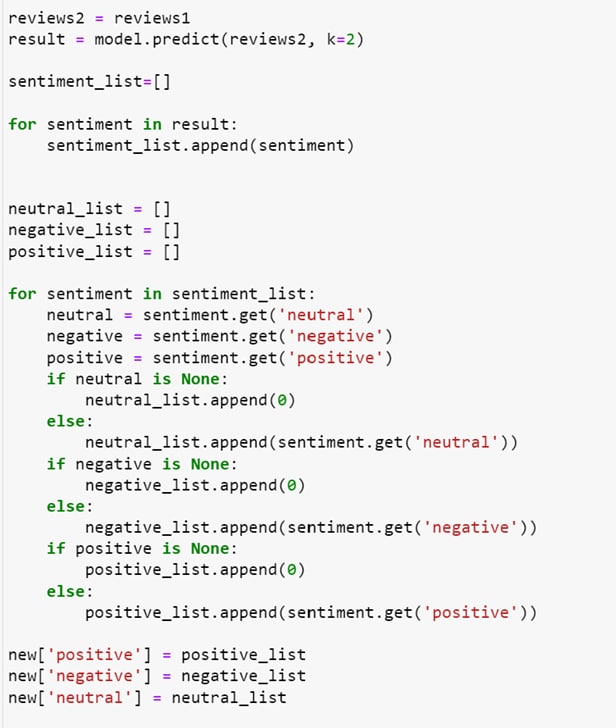 reviews2 = reviews1
result = model.predict(reviews2, k=2)
sentiment_list=[]
for sentiment in result:
    sentiment_list.append(sentiment)
neutral_list = []
negative_list = []
positive_list = []
for sentiment in sentiment_list:
    neutral = sentiment.get('neutral')
    negative = sentiment.get('negative')
    positive = sentiment.get('positive')
    if neutral is None:
        neutral_list.append(0)
    else:
        neutral_list.append(sentiment.get('neutral'))
    if negative is None:
        negative_list.append(0)
    else:
        negative_list.append(sentiment.get('negative'))
    if positive is None:
        positive_list.append(0)
    else:
        positive_list.append(sentiment.get('positive'))
new['positive'] = positive_list
new['negative'] = negative_list
new['neutral'] = neutral_list